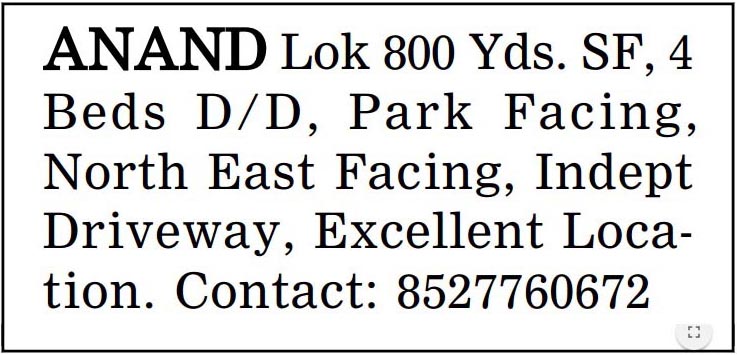 ANAND Lok 800 Yds. SF, 4
Beds D/D, Park Facing,
North East Facing, Indept
Driveway, Excellent Loca-
tion. Contact: 8527760672